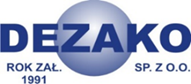 DEZAKO
ROK ZAŁ. SP. Z O.O.
1991